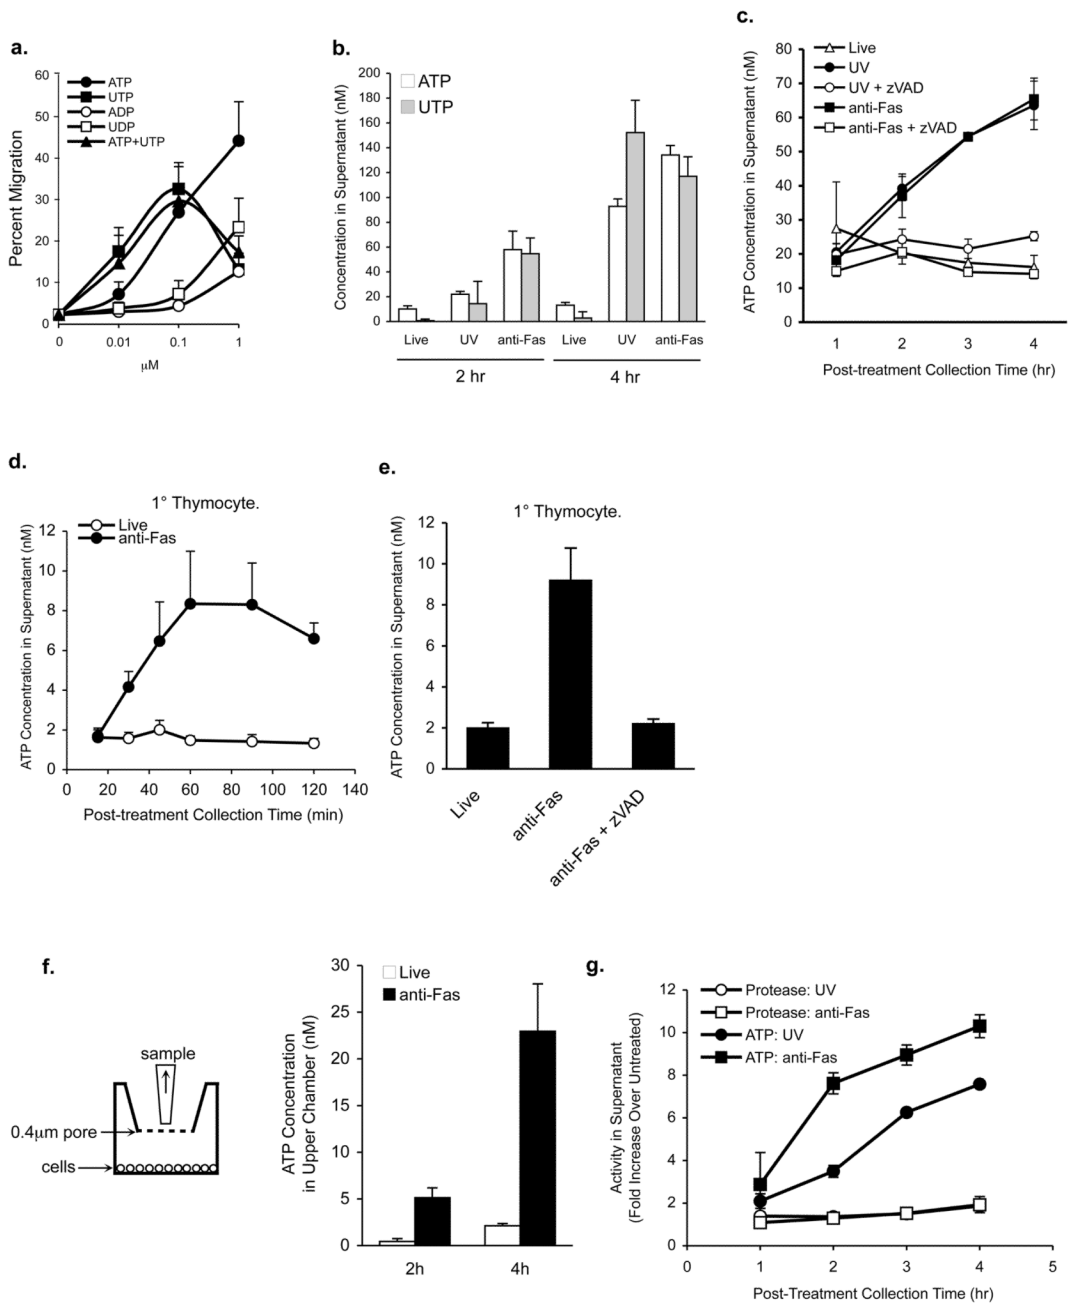 a.
60
50
40
30
20
10
0
Percent Migration
ATP
UTP
ADP
UDP
ATP+UTP
0 0.01 0.1 1
μM
b.
200
180
160
140
120
100
80
60
40
20
0
Concentration in Supernatant (nM)
ATP
UTP
Live UV anti-Fas Live UV anti-Fas
2 hr 4 hr
c.
80
70
60
50
40
30
20
10
0
ATP Concentration in Supernatant (nM)
Live
UV
UV + zVAD
anti-Fas
anti-Fas + zVAD
1 2 3 4
Post-treatment Collection Time (hr)
d.
1° Thymocyte.
12
10
8
6
4
2
0
ATP Concentration in Supernatant (nM)
Live
anti-Fas
0 20 40 60 80 100 120 140
Post-treatment Collection Time (min)
e.
1° Thymocyte.
12
10
8
6
4
2
0
ATP Concentration in Supernatant (nM)
Live
anti-Fas
anti-Fas + zVAD
f.
sample
0.4μm pore
cells
30
25
20
15
10
5
0
ATP Concentration
in Upper Chamber (nM)
Live
anti-Fas
2h 4h
g.
12
10
8
6
4
2
0
Activity in Supernatant
(Fold Increase Over Untreated)
Protease: UV
Protease: anti-Fas
ATP: UV
ATP: anti-Fas
0 1 2 3 4 5
Post-Treatment Collection Time (hr)